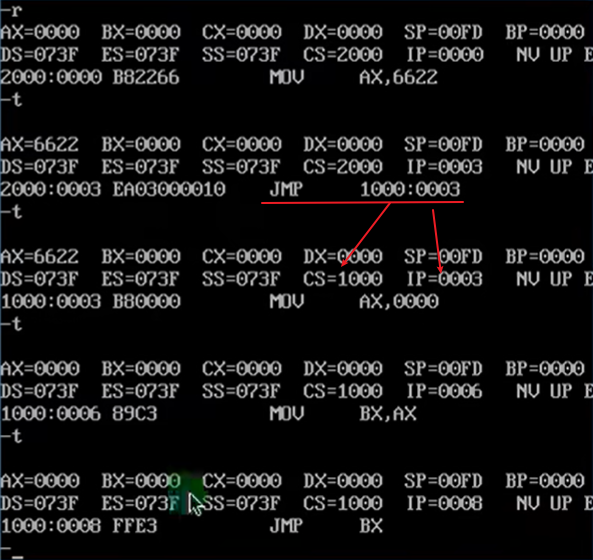 -r
AX=0000 BX=0000 CX=0000 DX=0000 SP=00FD BP=0000
DS=073F ES=073F SS=073F CS=2000 IP=0000 NV UP E
2000:0000 B82266 MOV AX,6622
-t
AX=6622 BX=0000 CX=0000 DX=0000 SP=00FD BP=0000
DS=073F ES=073F SS=073F CS=2000 IP=0003 NV UP E
2000:0003 EA03000010 JMP 1000:0003
-t
AX=6622 BX=0000 CX=0000 DX=0000 SP=00FD BP=0000
DS=073F ES=073F SS=073F CS=1000 IP=0003 NV UP E
1000:0003 B80000 MOV AX,0000
-t
AX=0000 BX=0000 CX=0000 DX=0000 SP=00FD BP=0000
DS=073F ES=073F SS=073F CS=1000 IP=0006 NV UP E
1000:0006 89C3 MOV BX,AX
-t
AX=0000 BX=0000 CX=0000 DX=0000 SP=00FD BP=0000
DS=073F ES=073F SS=073F CS=1000 IP=0008 NV UP E
1000:0008 FFE3 JMP BX
-